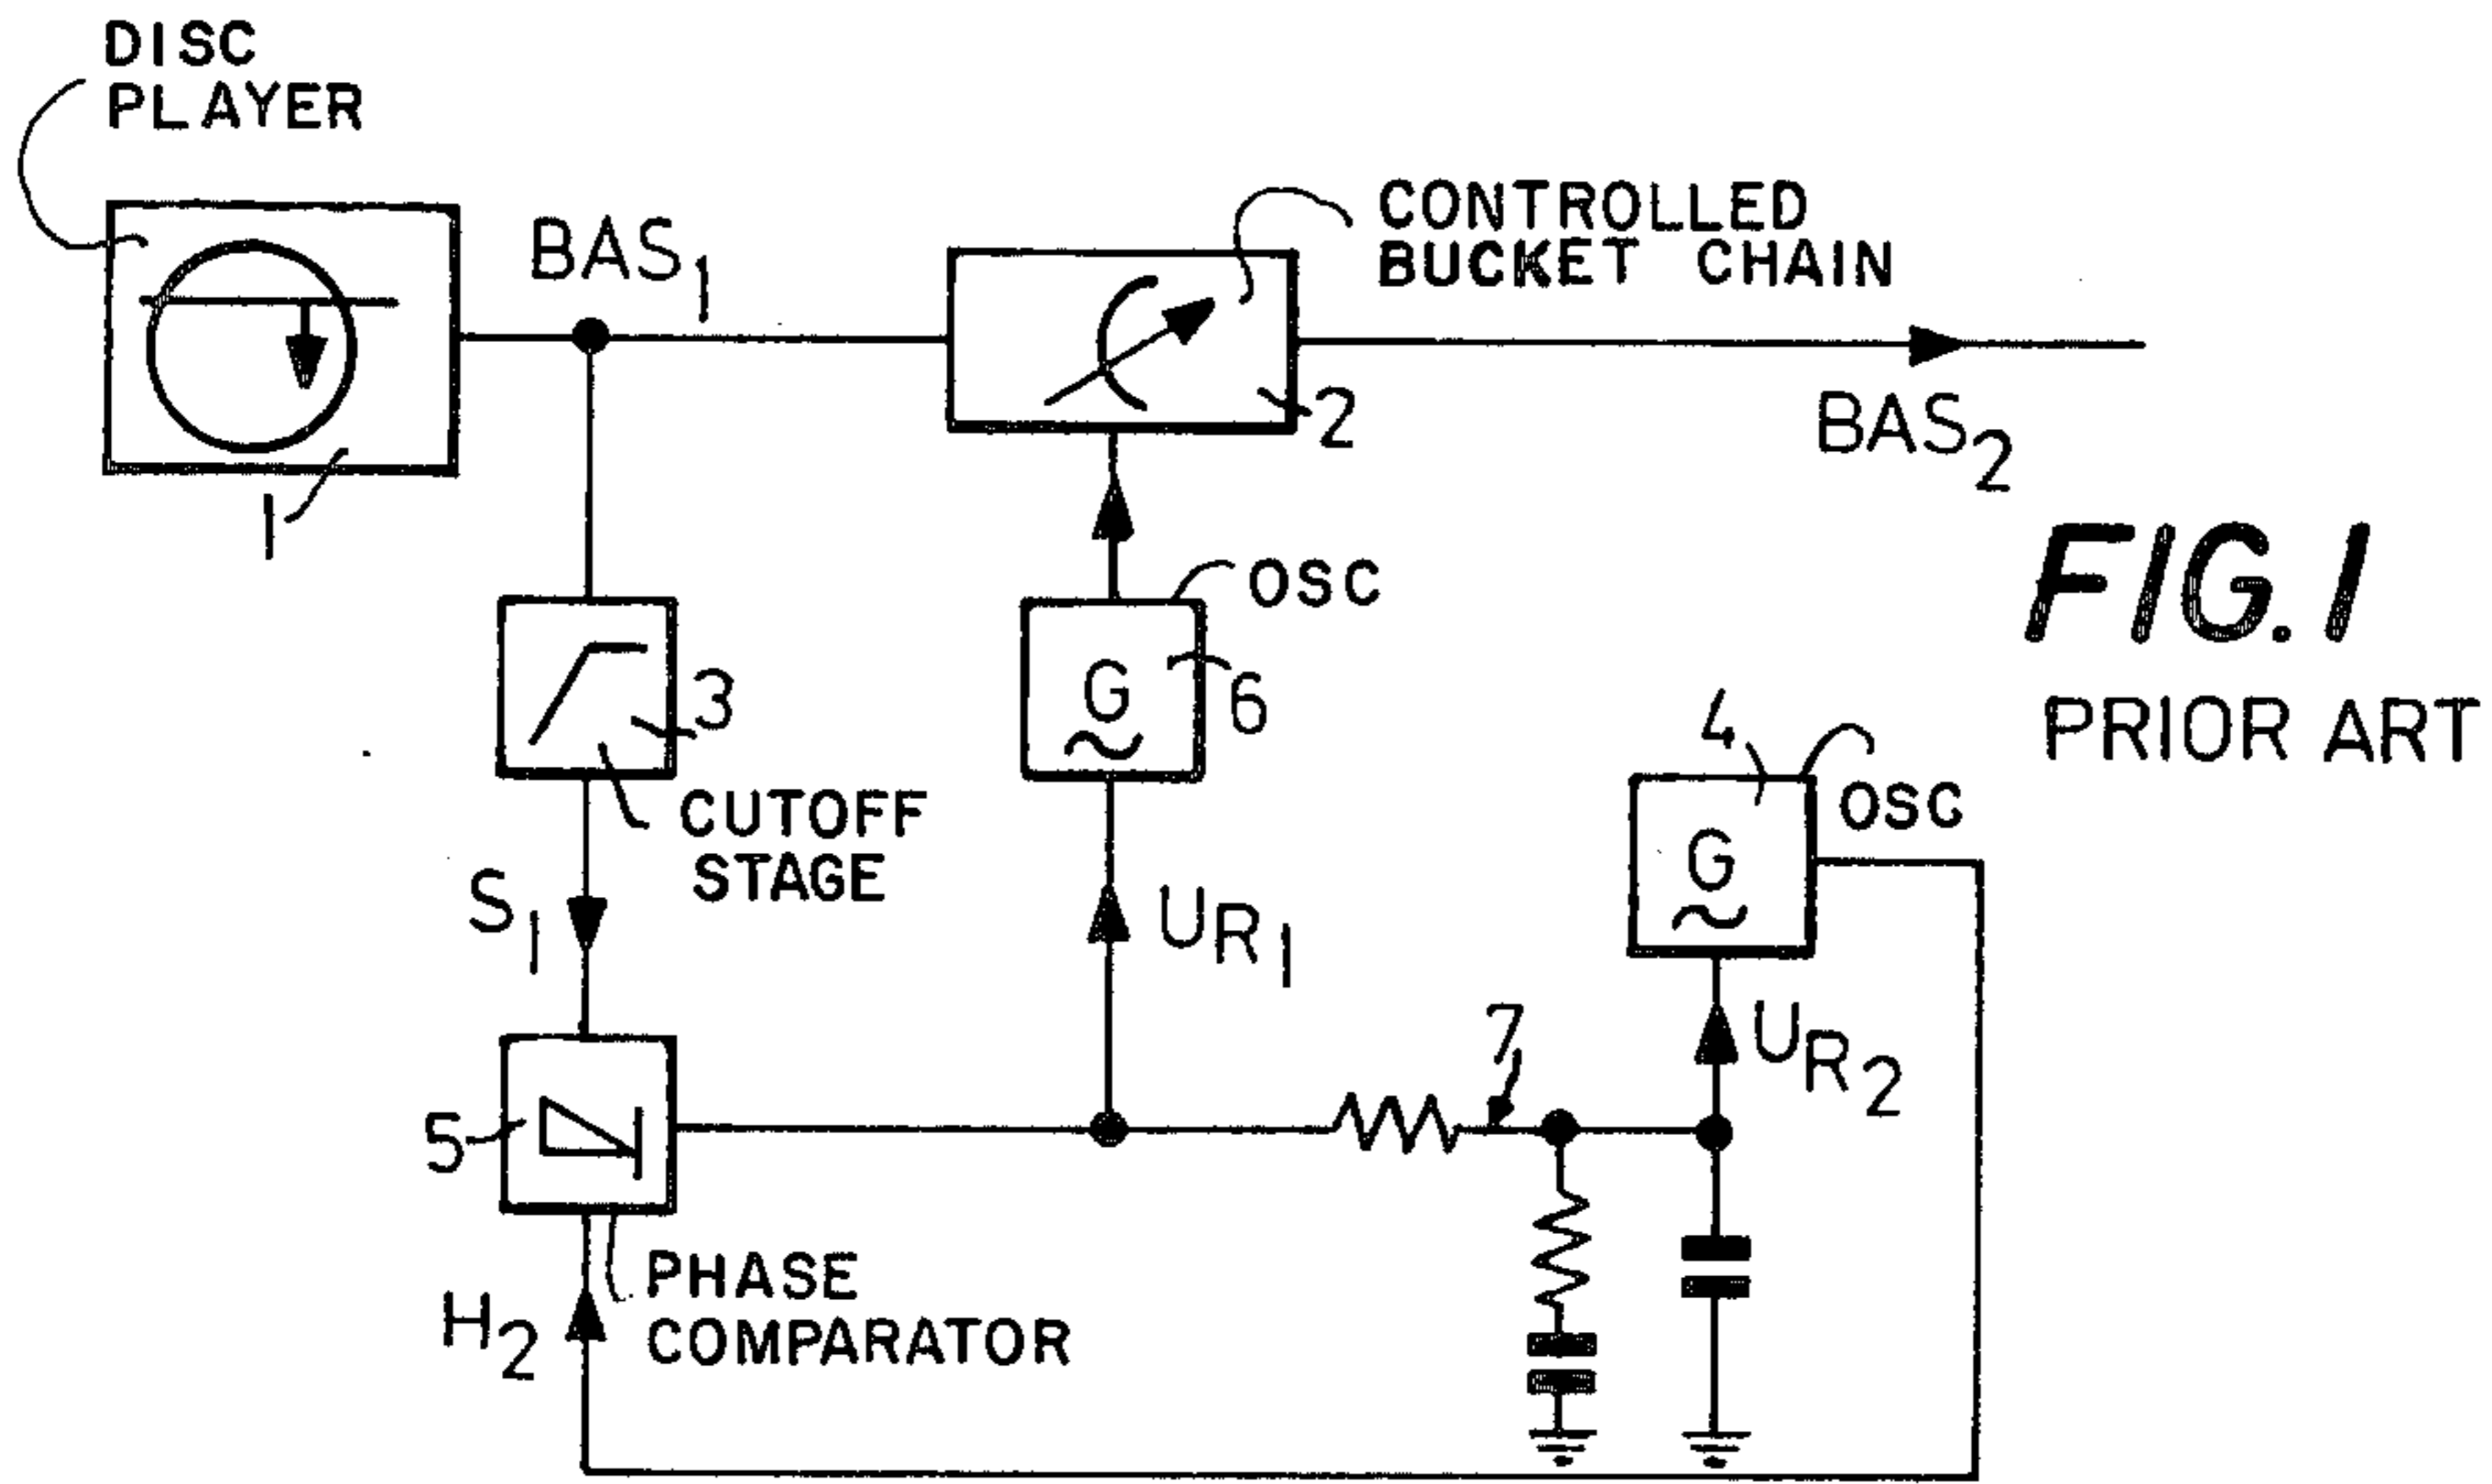 DISC
PLAYER
BAS1
CONTROLLED
BUCKET CHAIN
2
BAS2
1
FIG. 1
PRIOR ART
OSC
G
6
3
CUTOFF
STAGE
4
OSC
G
S1
UR1
UR2
7
5
PHASE
COMPARATOR
H2